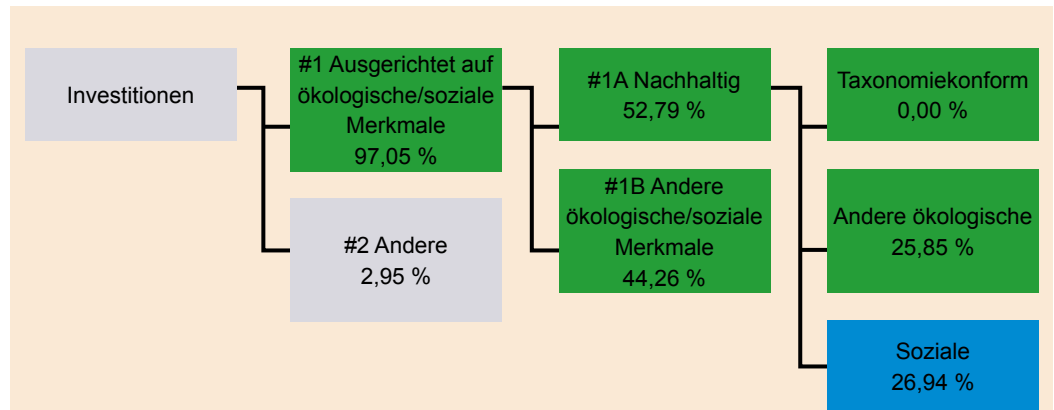 Investitionen
#1 Ausgerichtet auf
ökologische/soziale
Merkmale
97,05 %
#2 Andere
2,95 %
#1A Nachhaltig
52,79 %
#1B Andere
ökologische/soziale
Merkmale
44,26 %
Taxonomiekonform
0,00 %
Andere ökologische
25,85 %
Soziale
26,94 %